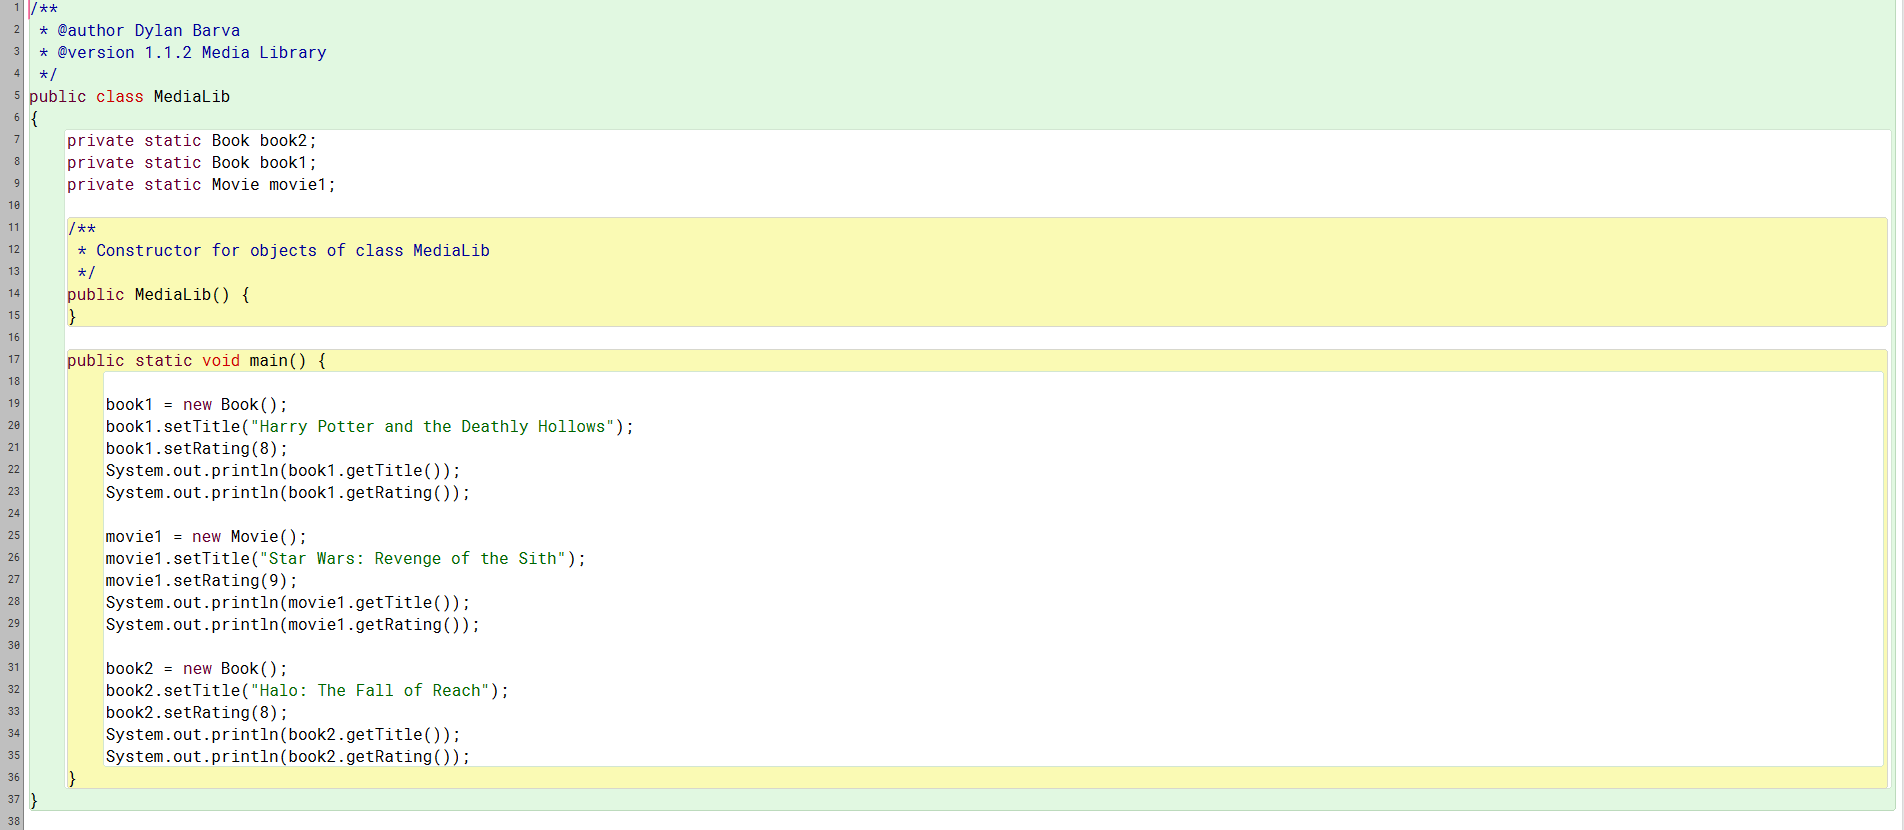 1 /**
2  * @author Dylan Barva
3  * @version 1.1.2 Media Library
4  */
5 public class MediaLib
6 {
7     private static Book book2;
8     private static Book book1;
9     private static Movie movie1;
10
11     /**
12      * Constructor for objects of class MediaLib
13      */
14     public MediaLib() {
15     }
16
17     public static void main() {
18
19         book1 = new Book();
20         book1.setTitle("Harry Potter and the Deathly Hollows");
21         book1.setRating(8);
22         System.out.println(book1.getTitle());
23         System.out.println(book1.getRating());
24
25         movie1 = new Movie();
26         movie1.setTitle("Star Wars: Revenge of the Sith");
27         movie1.setRating(9);
28         System.out.println(movie1.getTitle());
29         System.out.println(movie1.getRating());
30
31         book2 = new Book();
32         book2.setTitle("Halo: The Fall of Reach");
33         book2.setRating(8);
34         System.out.println(book2.getTitle());
35         System.out.println(book2.getRating());
36     }
37 }
38